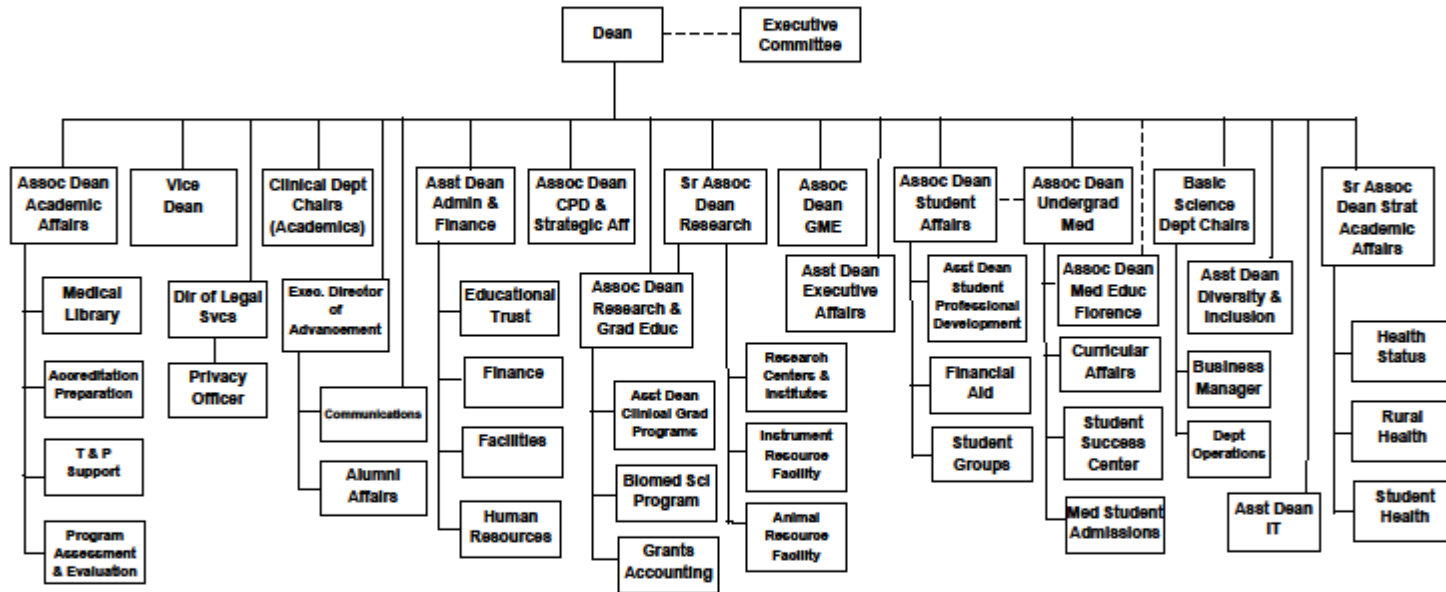 Dean
Executive
Committee
Assoc Dean
Academic
Affairs
Vice
Dean
Clinical Dept
Chairs
(Academics)
Asst Dean
Admin &
Finance
Assoc Dean
CPD &
Strategic Aff
Sr Assoc
Dean
Research
Assoc
Dean
GME
Assoc Dean
Student
Affairs
Assoc Dean
Undergrad
Med
Basic
Science
Dept Chairs
Sr Assoc
Dean Strat
Academic
Affairs
Medical
Library
Accreditation
Preparation
T & P
Support
Program
Assessment
& Evaluation
Dir of Legal
Svcs
Privacy
Officer
Exec. Director
of
Advancement
Communications
Alumni
Affairs
Educational
Trust
Finance
Facilities
Human
Resources
Assoc Dean
Research &
Grad Educ
Asst Dean
Clinical Grad
Programs
Biomed Sci
Program
Grants
Accounting
Research
Centers &
Institutes
Instrument
Resource
Facility
Animal
Resource
Facility
Asst Dean
Executive
Affairs
Asst Dean
Student
Professional
Development
Financial
Aid
Student
Groups
Assoc Dean
Med Educ
Florence
Curricular
Affairs
Student
Success
Center
Med Student
Admissions
Asst Dean
Diversity &
Inclusion
Business
Manager
Dept
Operations
Asst Dean
IT
Health
Status
Rural
Health
Student
Health